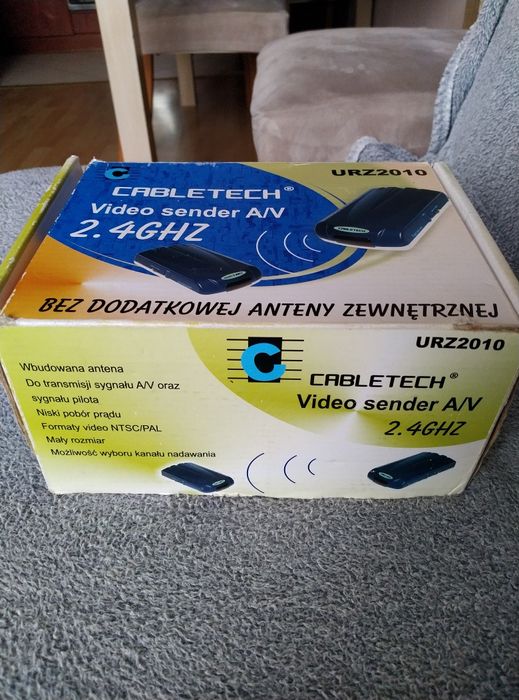 URZ2010
CABLETECH®
Video sender A/V
2.4GHZ
BEZ DODATKOWEJ ANTENY ZEWNĘTRZNEJ
URZ2010
CABLETECH®
Video sender A/V
2.4GHZ
Wbudowana antena
Do transmisji sygnału A/V oraz
sygnału pilota
Niski pobór prądu
Formaty video NTSC/PAL
Mały rozmiar
Możliwość wyboru kanału nadawania